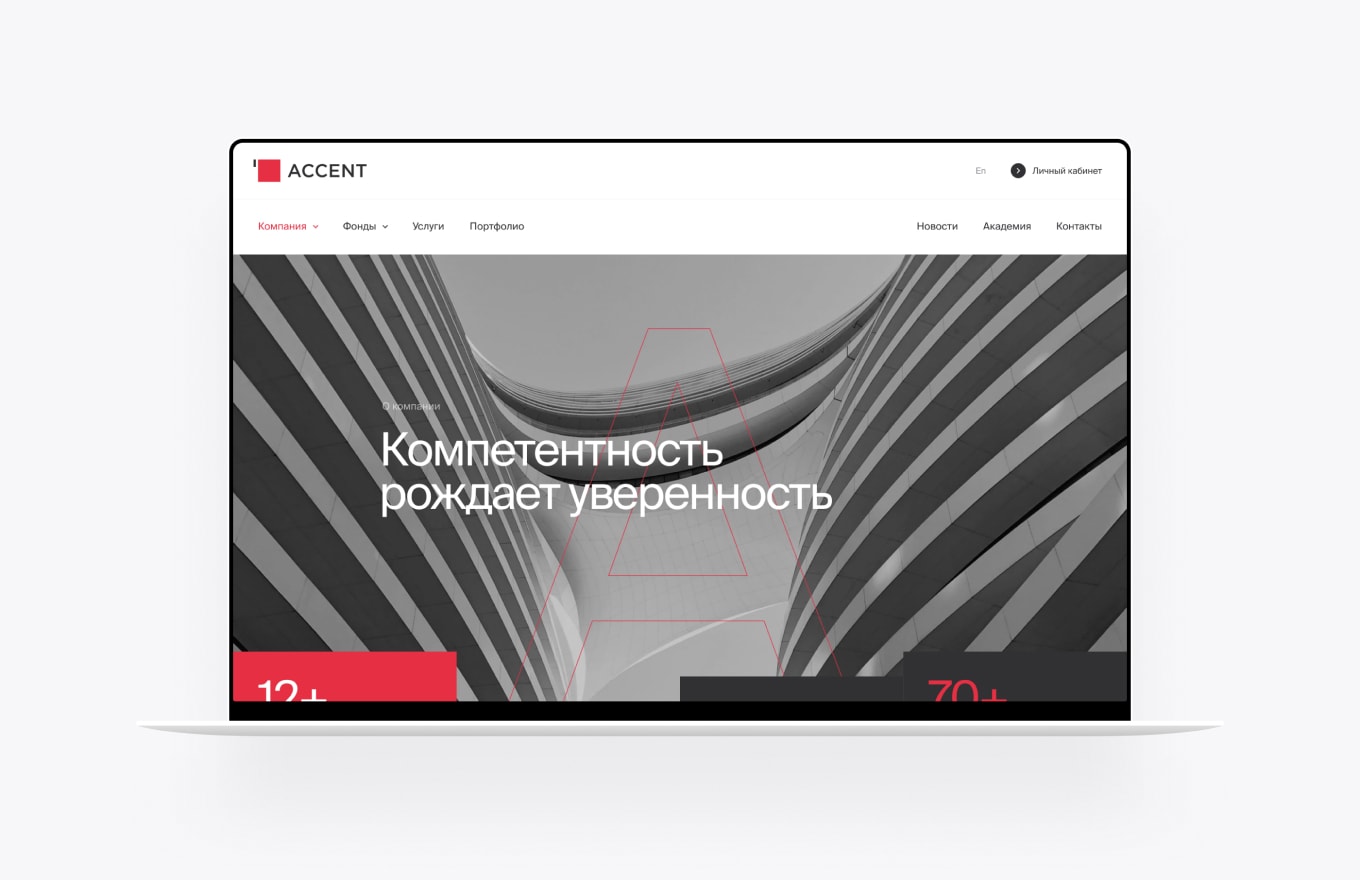 ACCENT
En
Личный кабинет
Компания
Фонды
Услуги
Портфолио
Новости
Академия
Контакты
О компании
Компетентность
рождает уверенность
12+
70+